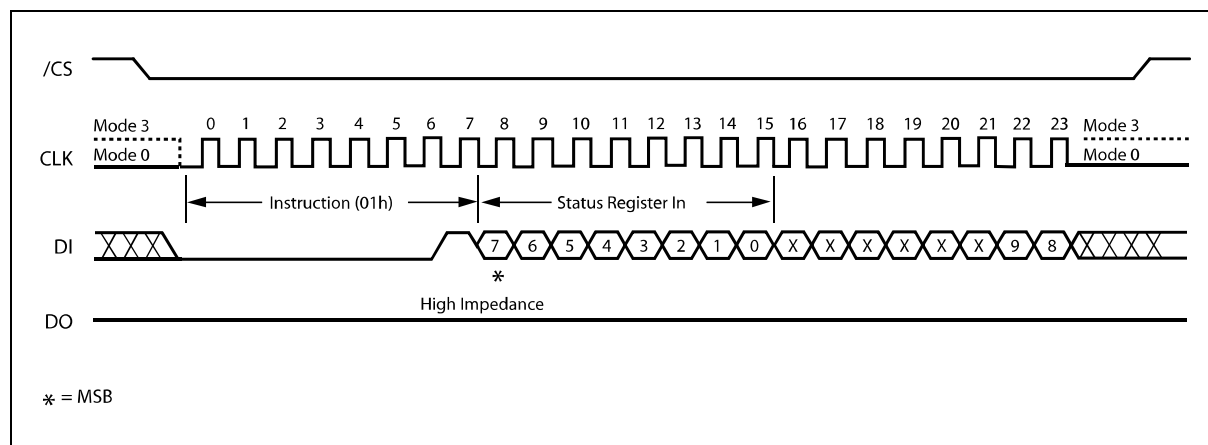 /CS
Mode 3
0 1 2 3 4 5 6 7 8 9 10 11 12 13 14 15 16 17 18 19 20 21 22 23
Mode 3
CLK
Mode 0
Mode 0
Instruction (01h)
Status Register In
DI
7 6 5 4 3 2 1 0 X X X X X X 9 8
*
High Impedance
DO
* = MSB